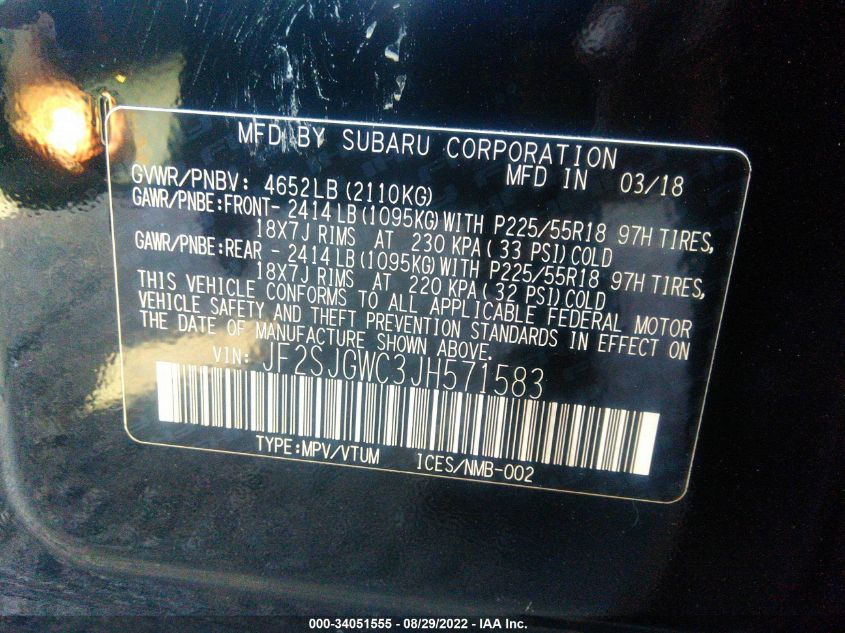 MFD BY SUBARU CORPORATION
GVWR/PNBV: 4652LB (2110KG) MFD IN 03/18
GAWR/PNBE:FRONT- 2414 LB (1095KG) WITH P225/55R18 97H TIRES,
18X7J RIMS AT 230 KPA ( 33 PSI) COLD
GAWR/PNBE:REAR - 2414 LB (1095KG) WITH P225/55R18 97H TIRES,
18X7J RIMS AT 220 KPA ( 32 PSI) COLD
THIS VEHICLE CONFORMS TO ALL APPLICABLE FEDERAL MOTOR
VEHICLE SAFETY AND THEFT PREVENTION STANDARDS IN EFFECT ON
THE DATE OF MANUFACTURE SHOWN ABOVE.
VIN: JF2SJGWC3JH571583
TYPE:MPV/VTUM ICES/NMB-002
000-34051555 - 08/29/2022 - IAA Inc.